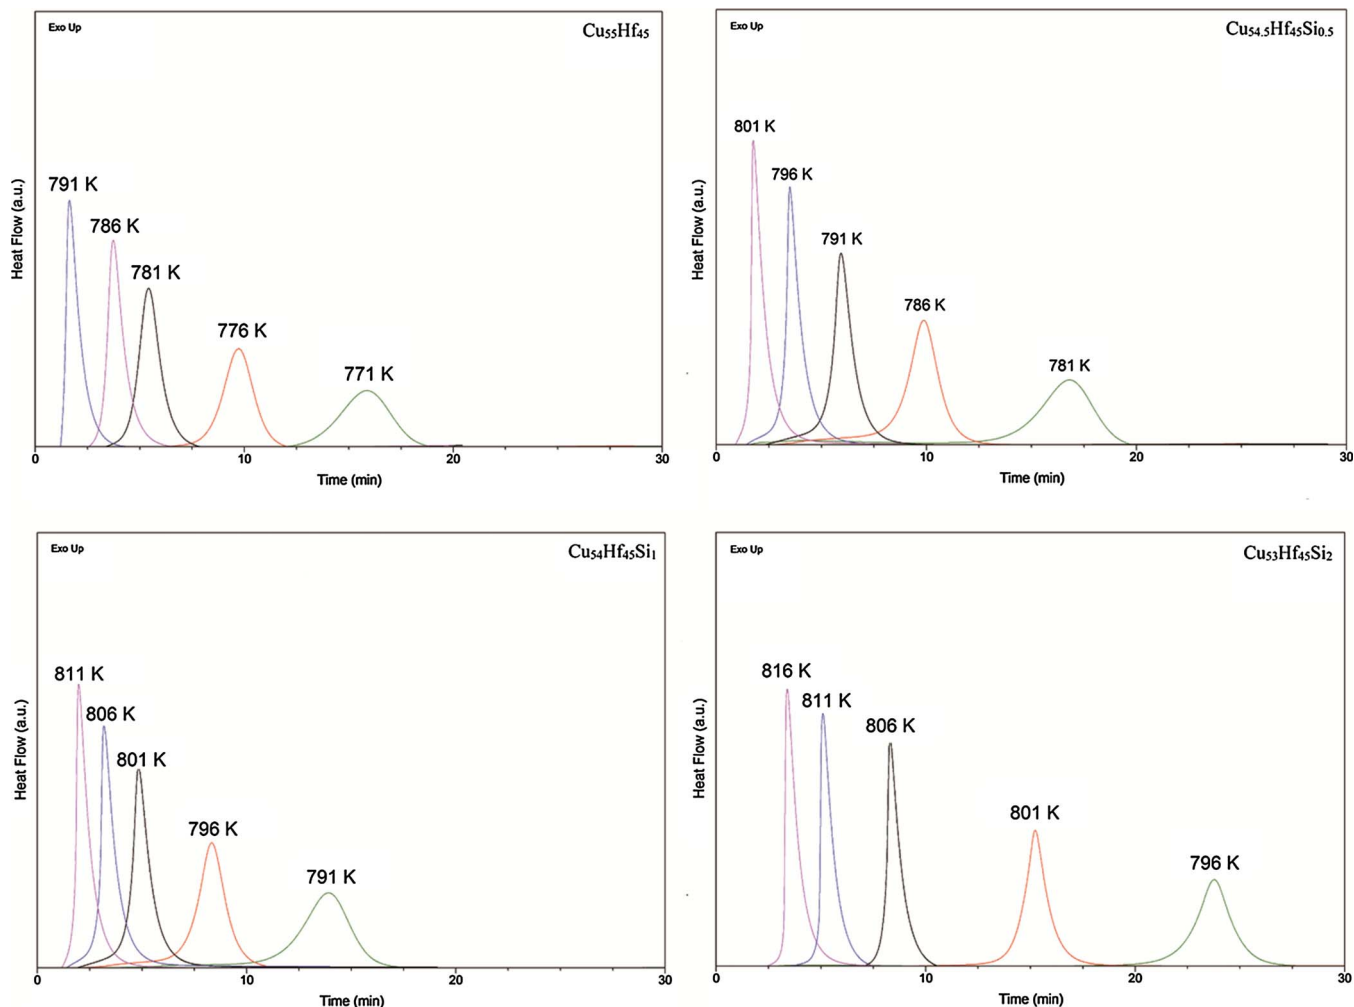 Exo Up
Cu₅₅Hf₄₅
791 K
786 K
781 K
776 K
771 K
Heat Flow (a.u.)
0
10
20
30
Time (min)
Exo Up
Cu₅₄.₅Hf₄₅Si₀.₅
801 K
796 K
791 K
786 K
781 K
Heat Flow (a.u.)
0
10
20
30
Time (min)
Exo Up
Cu₅₄Hf₄₅Si₁
811 K
806 K
801 K
796 K
791 K
Heat Flow (a.u.)
0
10
20
30
Time (min)
Exo Up
Cu₅₃Hf₄₅Si₂
816 K
811 K
806 K
801 K
796 K
Heat Flow (a.u.)
0
10
20
30
Time (min)